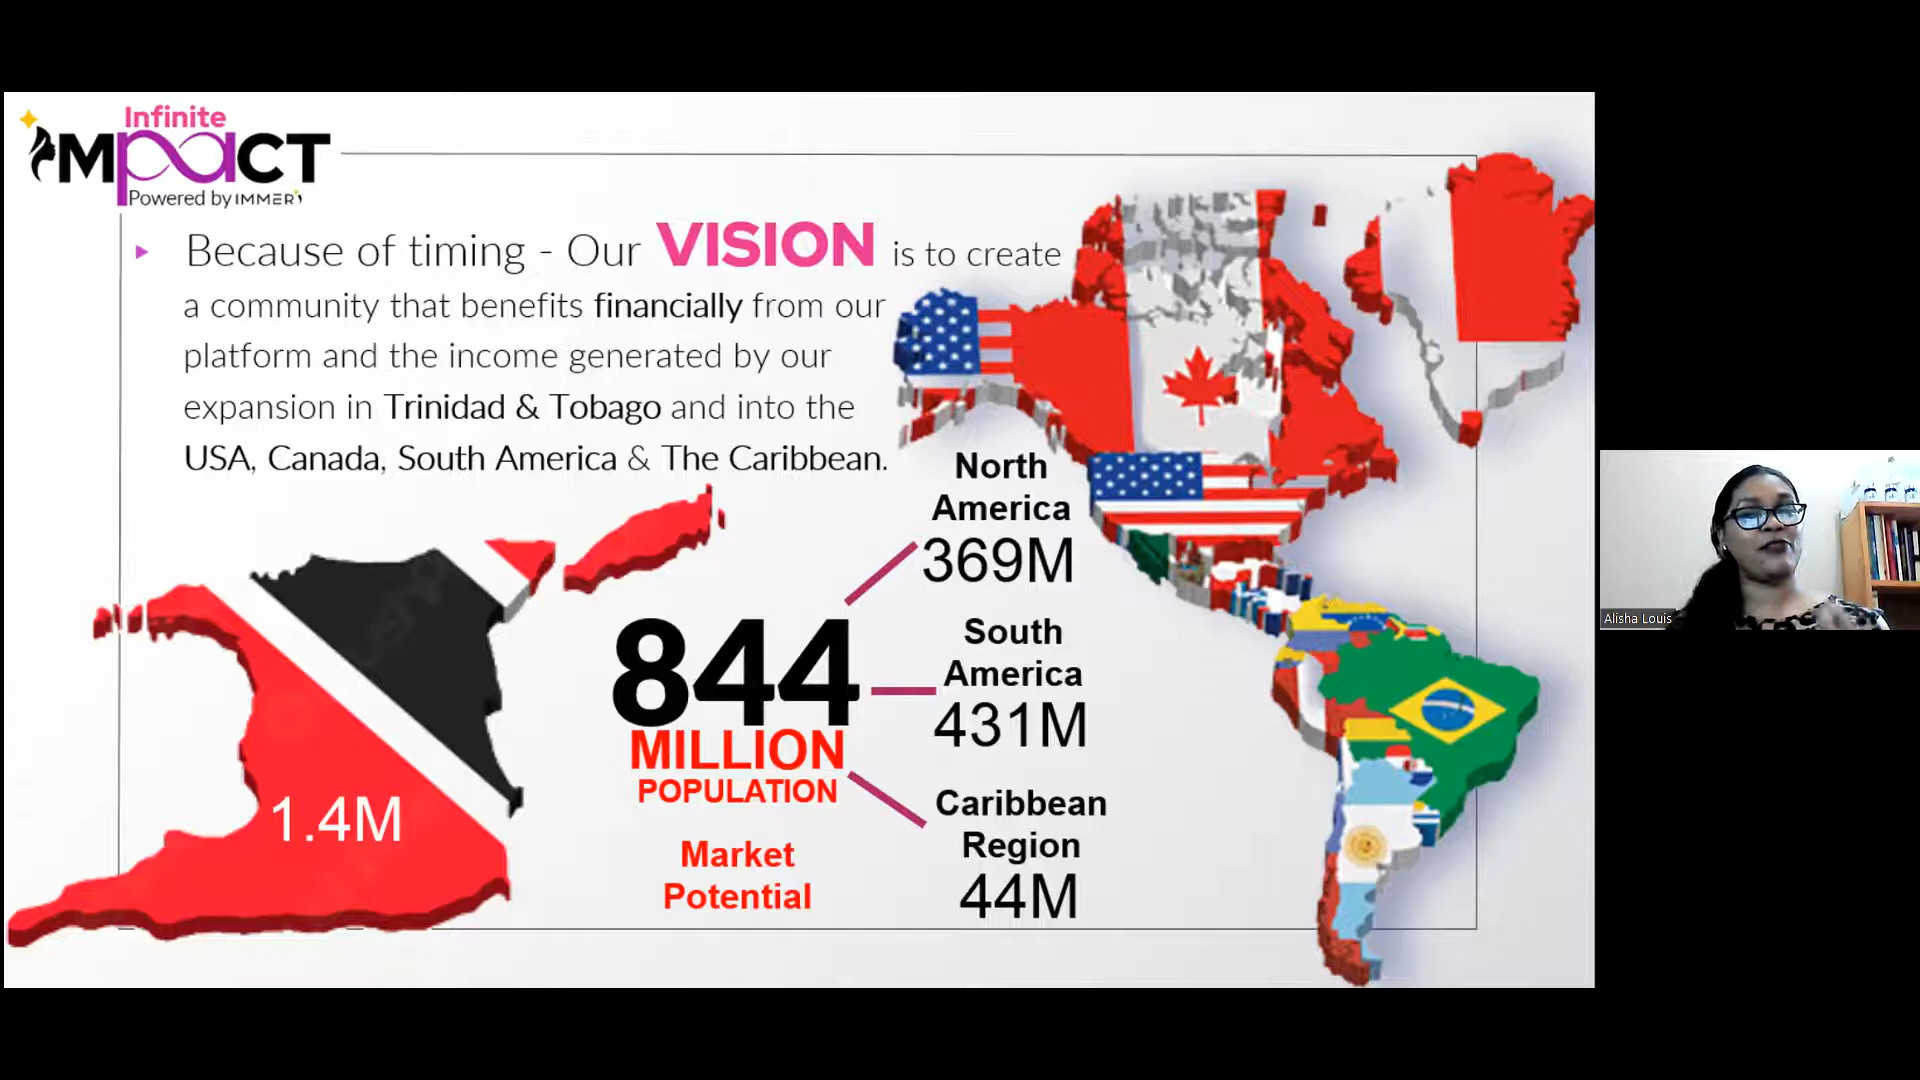 Infinite
iMpaCT
Powered by IMMERi
Because of timing - Our VISION is to create
a community that benefits financially from our
platform and the income generated by our
expansion in Trinidad & Tobago and into the
USA, Canada, South America & The Caribbean.
1.4M
844
MILLION
POPULATION
Market
Potential
North
America
369M
South
America
431M
Caribbean
Region
44M
Alisha Louis